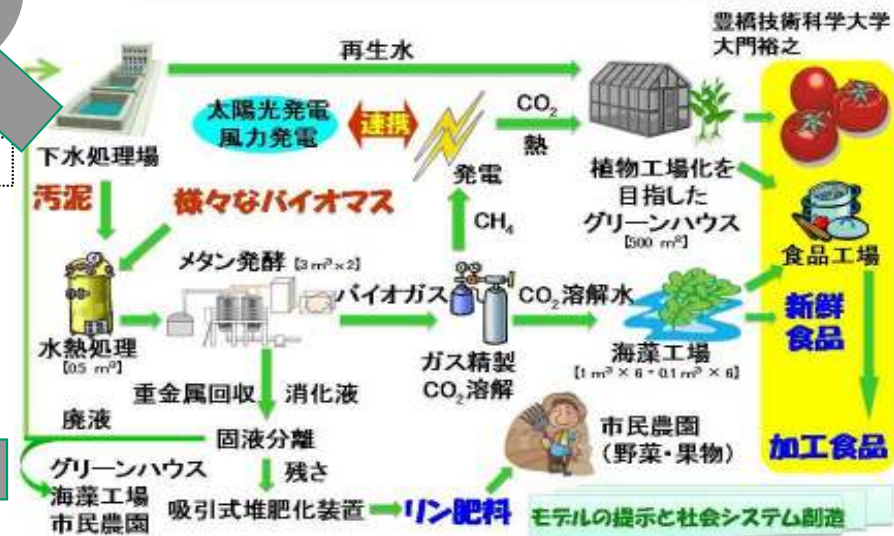 豊橋技術科学大学
大門裕之
再生水
太陽光発電
風力発電
連携
発電
CO₂
熱
下水処理場
汚泥
様々なバイオマス
CH₄
植物工場化を
目指した
グリーンハウス
【500 m²】
食品工場
メタン発酵【3 m³×2】
バイオガス
CO₂溶解水
新鮮
食品
水熱処理
【0.5 m³】
ガス精製
CO₂溶解
海藻工場
【1 m³ × 6・0.1 m³ × 6】
重金属回収
消化液
廃液
固液分離
市民農園
(野菜・果物)
加工食品
グリーンハウス
海藻工場
市民農園
残さ
吸引式堆肥化装置
リン肥料
モデルの提示と社会システム創造